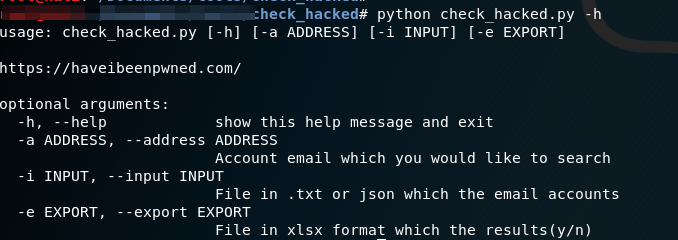 check_hacked# python check_hacked.py -h
usage: check_hacked.py [-h] [-a ADDRESS] [-i INPUT] [-e EXPORT]
https://haveibeenpwned.com/
optional arguments:
-h, --help show this help message and exit
-a ADDRESS, --address ADDRESS
Account email which you would like to search
-i INPUT, --input INPUT
File in .txt or json which the email accounts
-e EXPORT, --export EXPORT
File in xlsx format which the results(y/n)